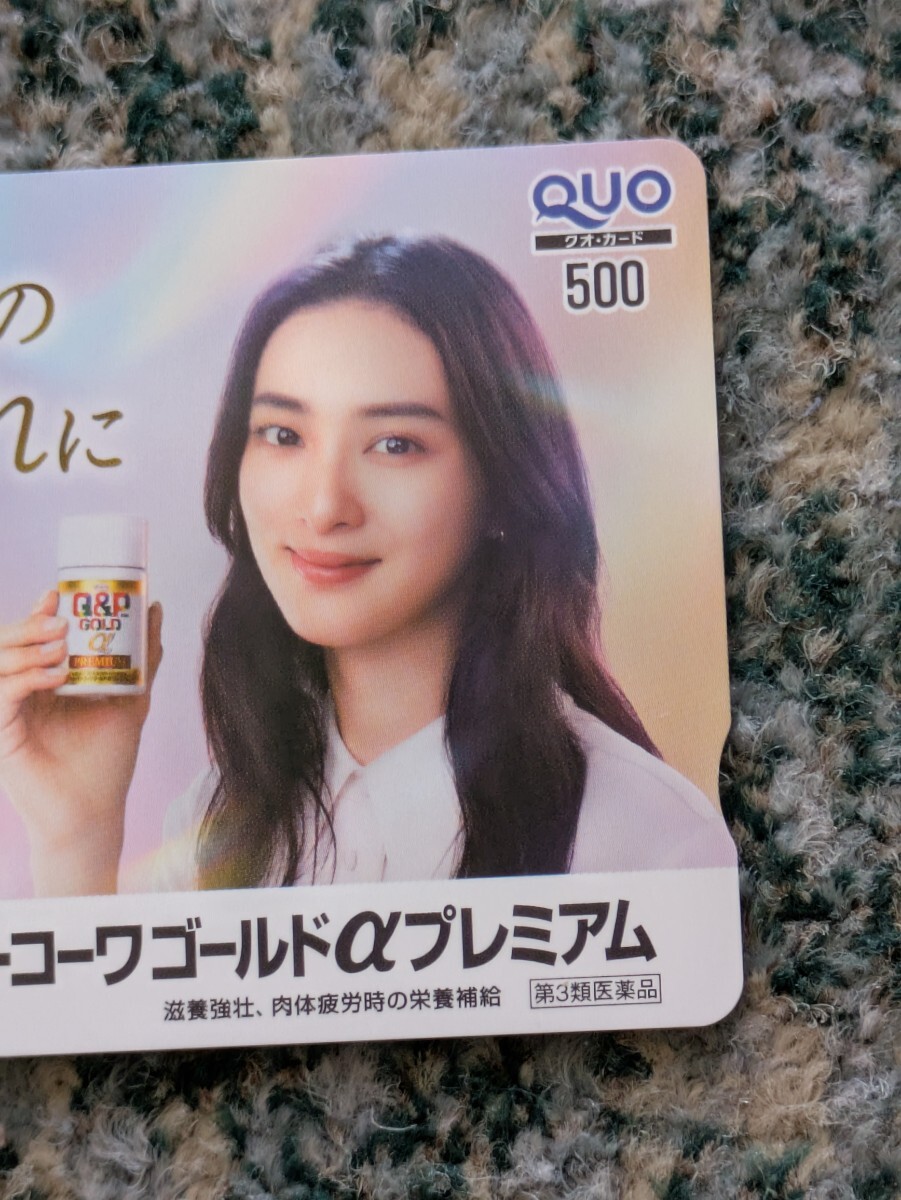 QUO
クオ・カード
500
の
れに
Q&P
GOLD
α
PREMIUM
ーコーワゴールドαプレミアム
滋養強壮、肉体疲労時の栄養補給
第3類医薬品